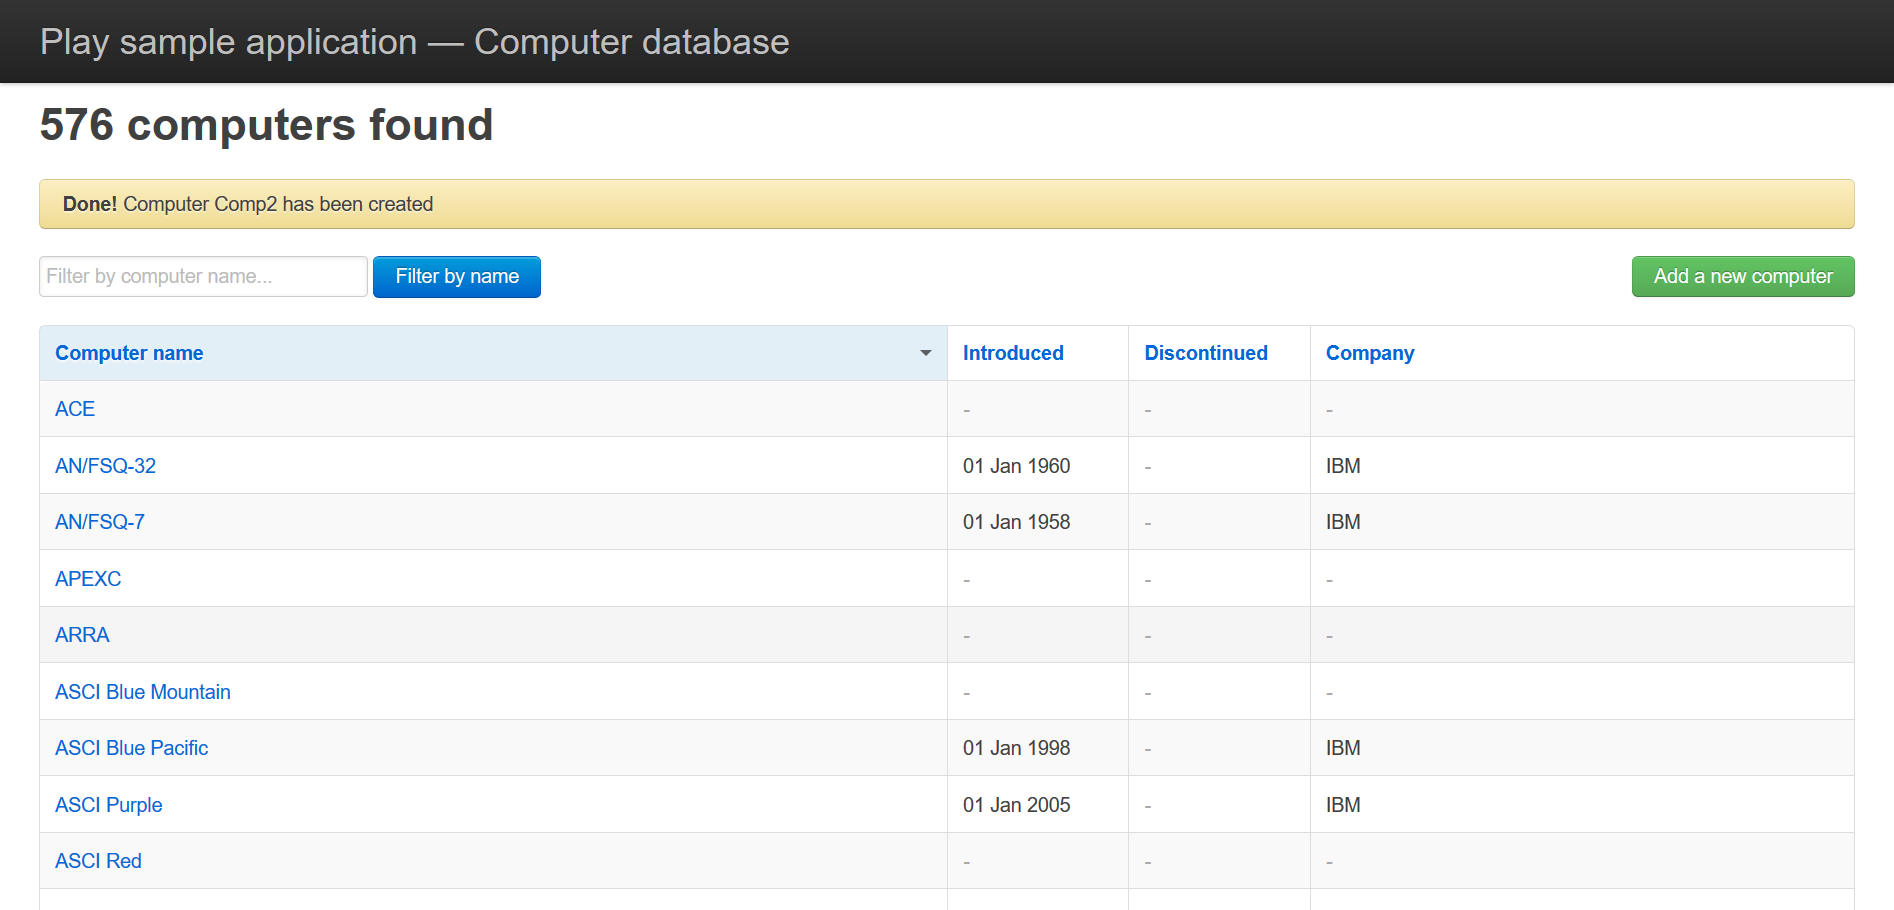 Play sample application — Computer database
576 computers found
Done! Computer Comp2 has been created
Filter by computer name... Filter by name Add a new computer
Computer name Introduced Discontinued Company
ACE - - -
AN/FSQ-32 01 Jan 1960 - IBM
AN/FSQ-7 01 Jan 1958 - IBM
APEXC - - -
ARRA - - -
ASCI Blue Mountain - - -
ASCI Blue Pacific 01 Jan 1998 - IBM
ASCI Purple 01 Jan 2005 - IBM
ASCI Red - - -